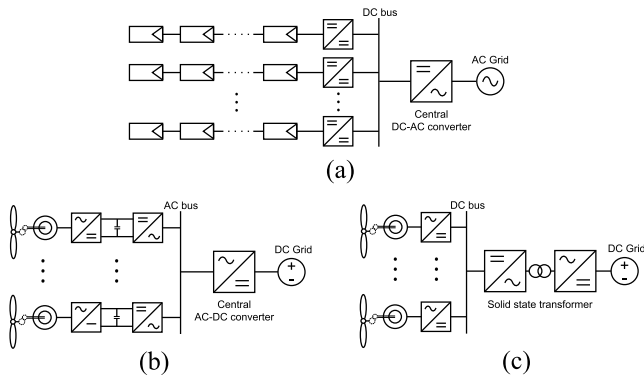 DC bus
AC Grid
Central
DC-AC converter
(a)
AC bus
DC Grid
Central
AC-DC converter
(b)
DC bus
DC Grid
Solid state transformer
(c)